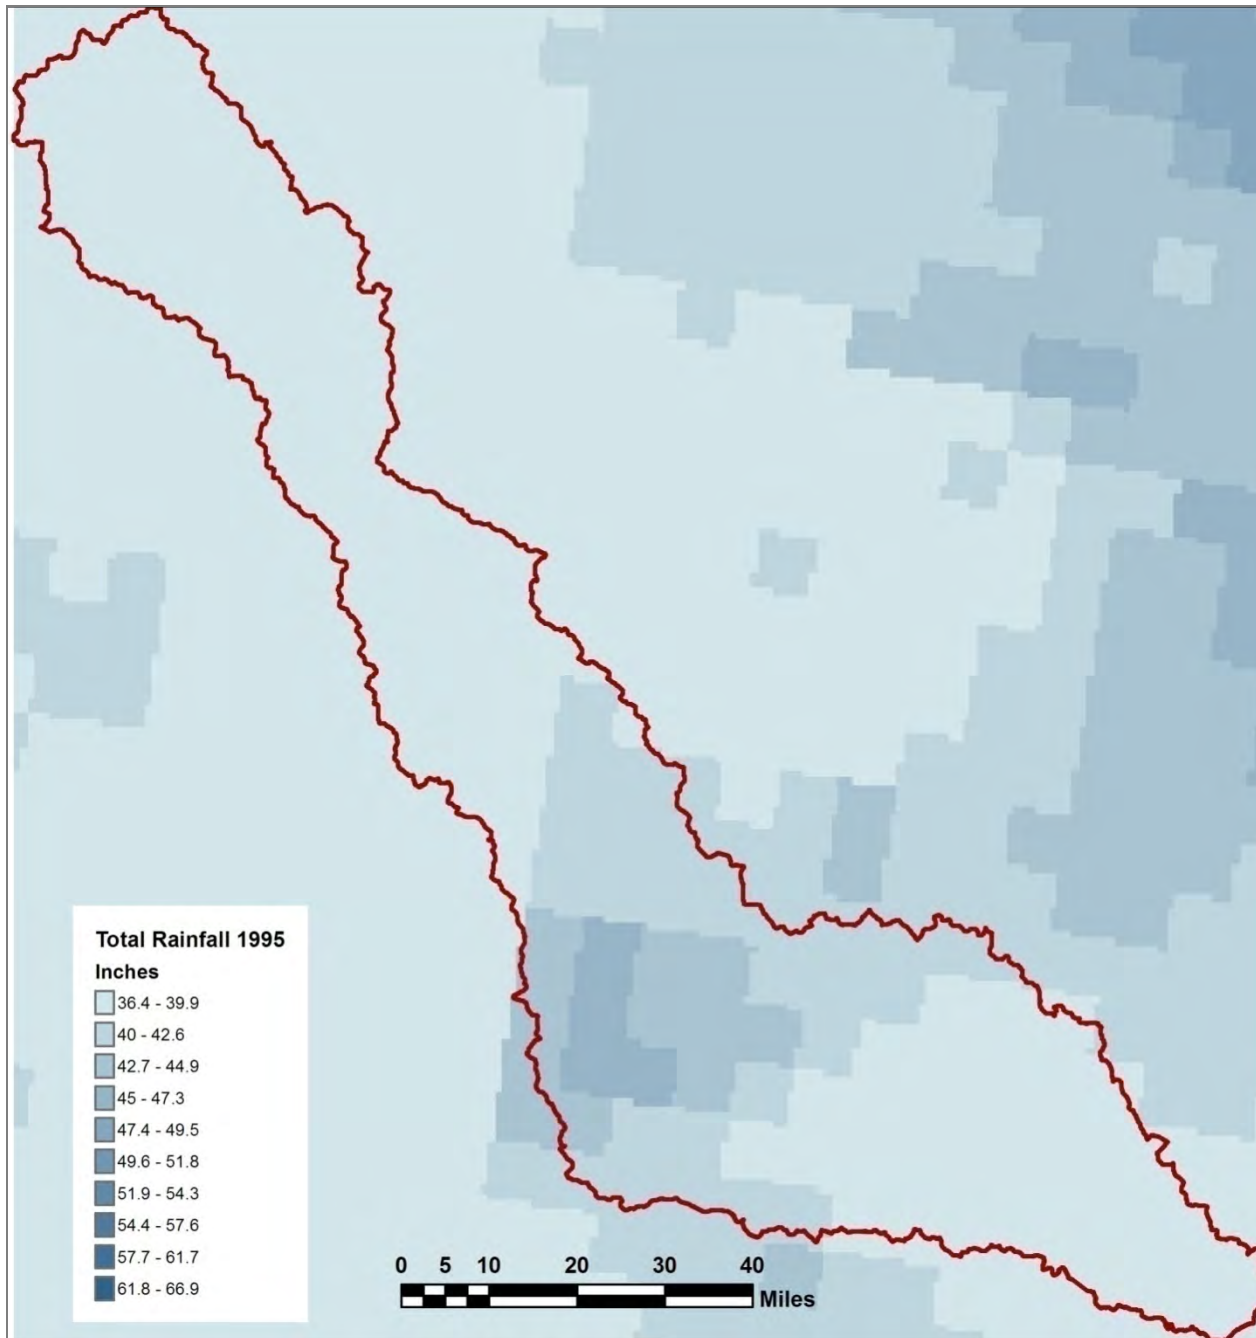 Total Rainfall 1995
Inches
36.4 - 39.9
40 - 42.6
42.7 - 44.9
45 - 47.3
47.4 - 49.5
49.6 - 51.8
51.9 - 54.3
54.4 - 57.6
57.7 - 61.7
61.8 - 66.9
0 5 10 20 30 40
Miles